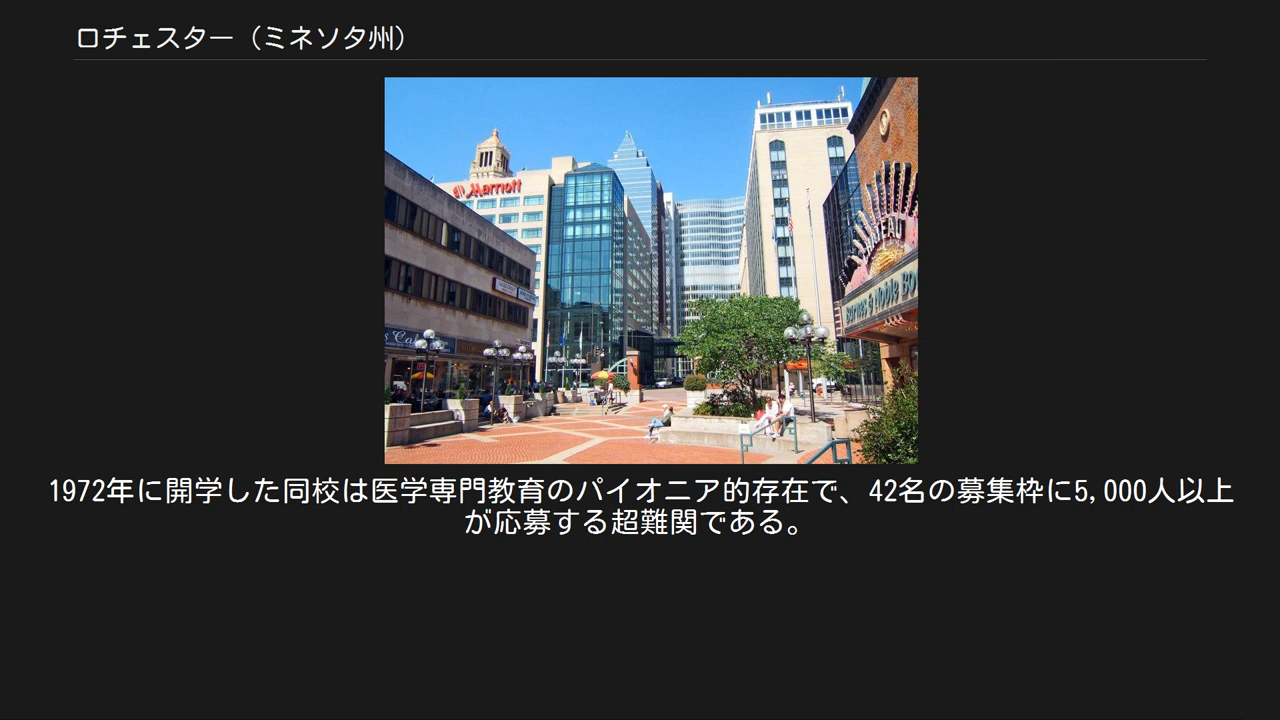 ロチェスター（ミネソタ州）
Marriott
CHATEAU
Barnes & Noble Bo
1972年に開学した同校は医学専門教育のパイオニア的存在で、42名の募集枠に5,000人以上
が応募する超難関である。